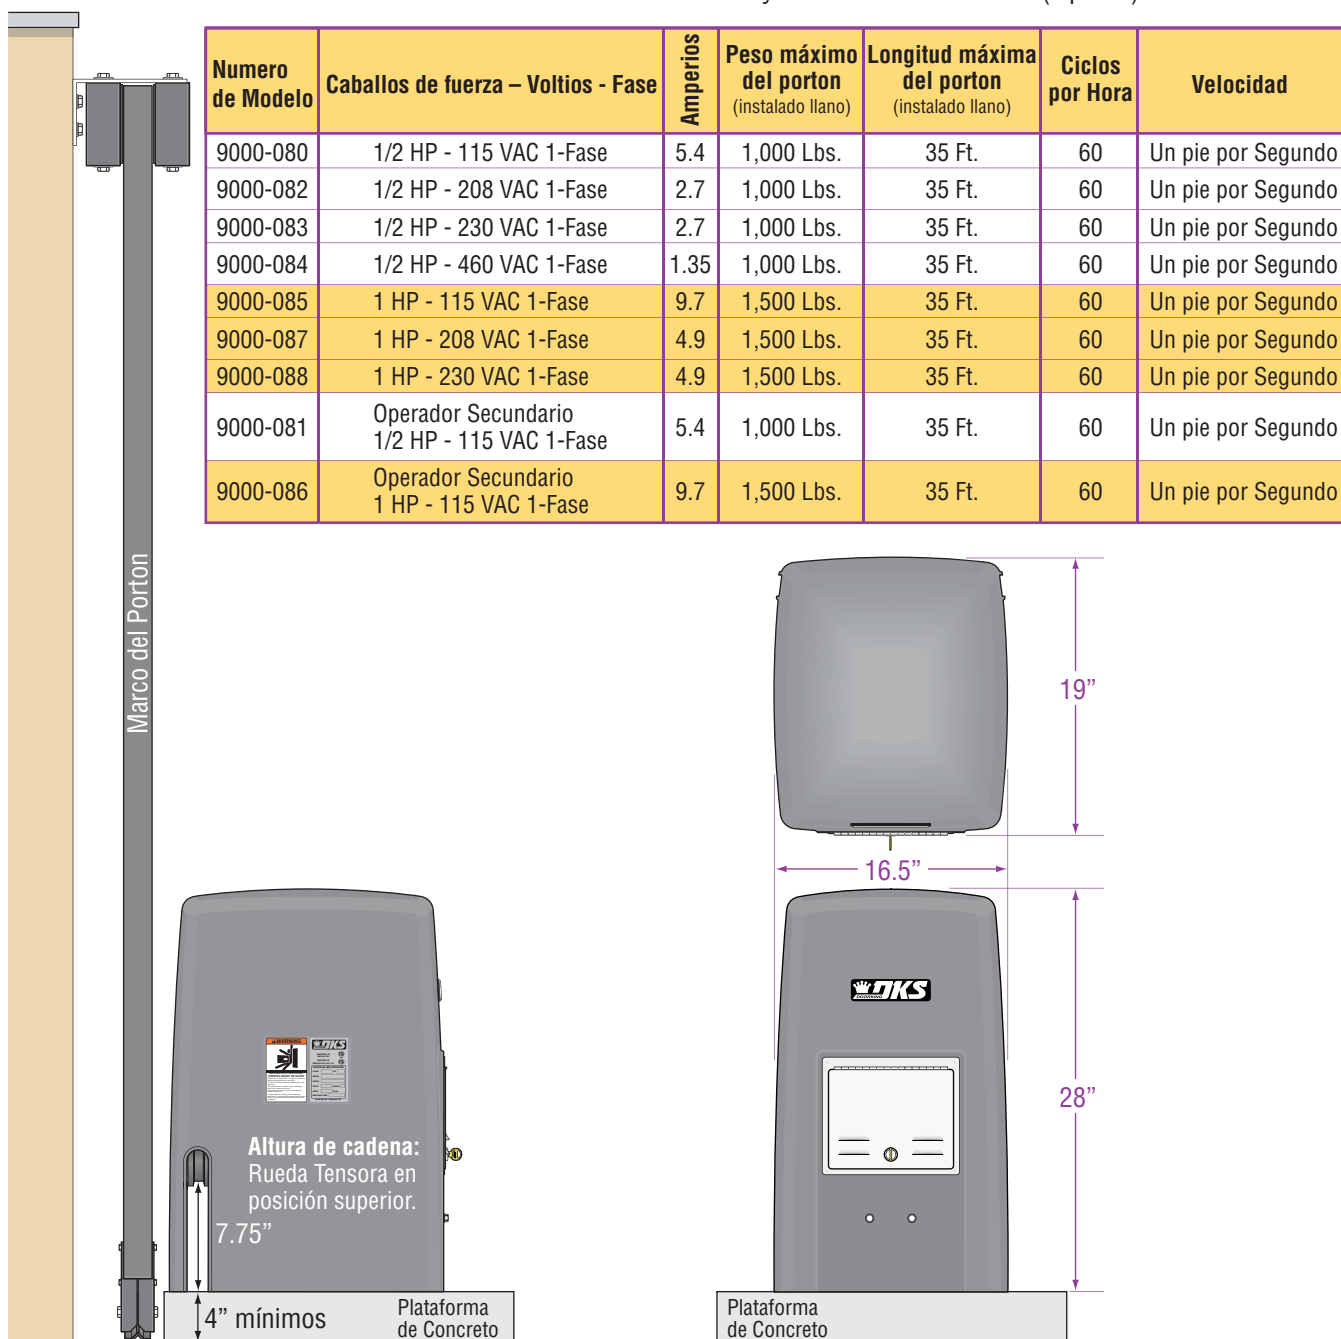 Numero de Modelo | Caballos de fuerza – Voltios - Fase | Amperios | Peso máximo del porton (instalado llano) | Longitud máxima del porton (instalado llano) | Ciclos por Hora | Velocidad
9000-080 | 1/2 HP - 115 VAC 1-Fase | 5.4 | 1,000 Lbs. | 35 Ft. | 60 | Un pie por Segundo
9000-082 | 1/2 HP - 208 VAC 1-Fase | 2.7 | 1,000 Lbs. | 35 Ft. | 60 | Un pie por Segundo
9000-083 | 1/2 HP - 230 VAC 1-Fase | 2.7 | 1,000 Lbs. | 35 Ft. | 60 | Un pie por Segundo
9000-084 | 1/2 HP - 460 VAC 1-Fase | 1.35 | 1,000 Lbs. | 35 Ft. | 60 | Un pie por Segundo
9000-085 | 1 HP - 115 VAC 1-Fase | 9.7 | 1,500 Lbs. | 35 Ft. | 60 | Un pie por Segundo
9000-087 | 1 HP - 208 VAC 1-Fase | 4.9 | 1,500 Lbs. | 35 Ft. | 60 | Un pie por Segundo
9000-088 | 1 HP - 230 VAC 1-Fase | 4.9 | 1,500 Lbs. | 35 Ft. | 60 | Un pie por Segundo
9000-081 | Operador Secundario 1/2 HP - 115 VAC 1-Fase | 5.4 | 1,000 Lbs. | 35 Ft. | 60 | Un pie por Segundo
9000-086 | Operador Secundario 1 HP - 115 VAC 1-Fase | 9.7 | 1,500 Lbs. | 35 Ft. | 60 | Un pie por Segundo
Marco del Porton
19”
16.5”
DKS
DOORKING
28”
WARNING
DKS
Altura de cadena:
Rueda Tensora en
posición superior.
7.75”
4” mínimos
Plataforma
de Concreto
Plataforma
de Concreto